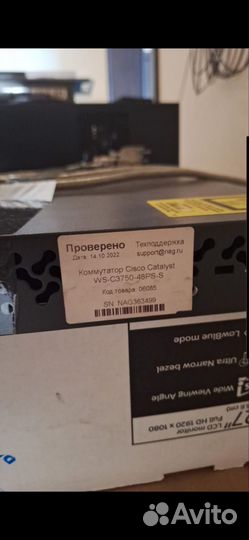 Проверено
Дата: 14.10.2022
Техподдержка
support@nag.ru
Коммутатор Cisco Catalyst
WS-C3750-48PS-S
Код товара: 06085
SN: NAG363499
LowBlue mode
Ultra Narrow bezel
Wide Viewing Angle
27"
LCD monitor
Full HD 1920 x 1080
Avito